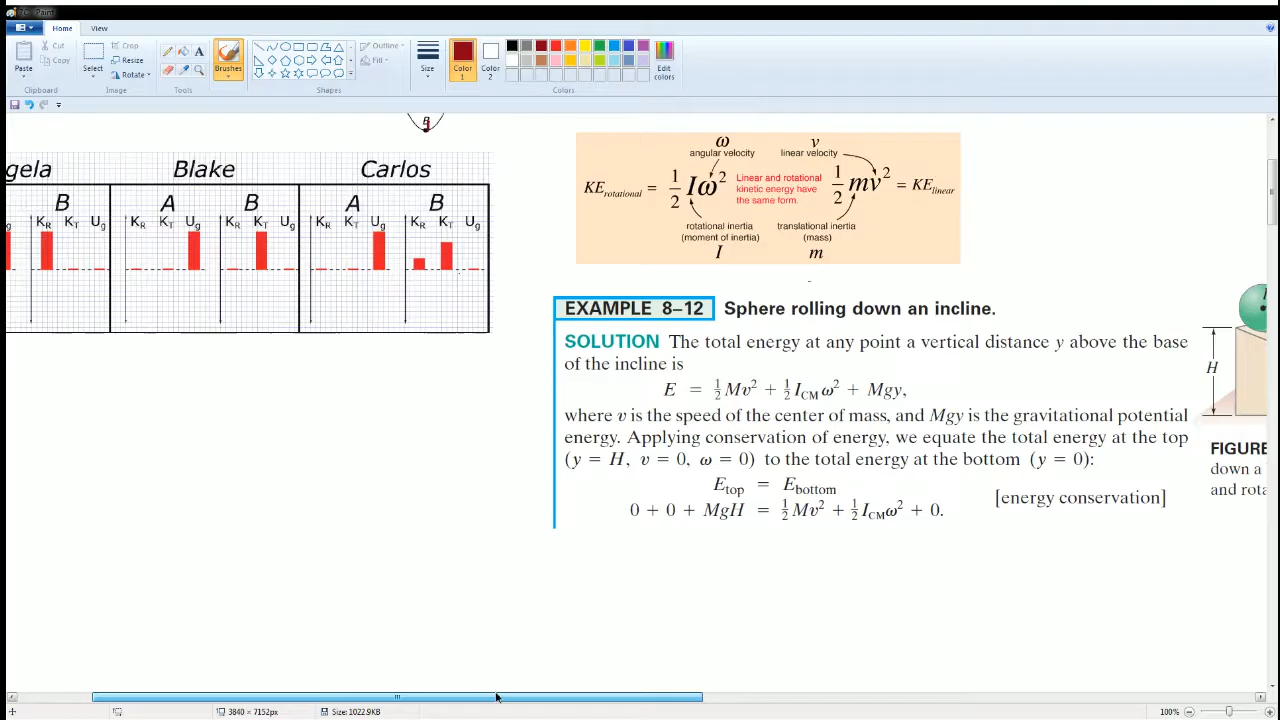 PC - Paint
Home
View
Paste
Cut
Copy
Clipboard
Select
Crop
Resize
Rotate
Image
A
Tools
Brushes
Outline
Fill
Shapes
Size
Color
1
Color
2
Edit
colors
Colors
B
gela
Blake
Carlos
B
A
B
A
B
g
KR KT Ug
KR KT Ug
KR KT Ug
KR KT Ug
KR KT Ug
ω
angular velocity
v
linear velocity
KErotational = 1/2 Iω²
Linear and rotational
kinetic energy have
the same form.
1/2 mv² = KElinear
rotational inertia
(moment of inertia)
I
translational inertia
(mass)
m
EXAMPLE 8–12 Sphere rolling down an incline.
SOLUTION The total energy at any point a vertical distance y above the base
of the incline is
E = ½Mv² + ½ICMω² + Mgy,
where v is the speed of the center of mass, and Mgy is the gravitational potential
energy. Applying conservation of energy, we equate the total energy at the top
(y = H, v = 0, ω = 0) to the total energy at the bottom (y = 0):
Etop = Ebottom
0 + 0 + MgH = ½Mv² + ½ICMω² + 0.
[energy conservation]
H
FIGURE
down a
and rota
3840 × 7152px
Size: 1022.9KB
100%